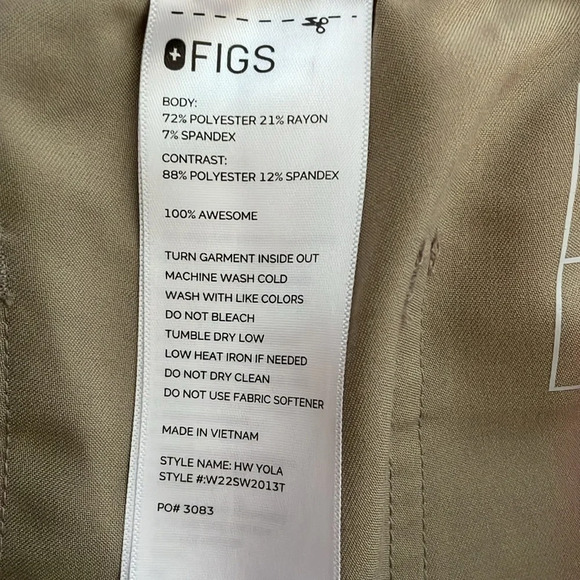 FIGS
BODY:
72% POLYESTER 21% RAYON
7% SPANDEX
CONTRAST:
88% POLYESTER 12% SPANDEX
100% AWESOME
TURN GARMENT INSIDE OUT
MACHINE WASH COLD
WASH WITH LIKE COLORS
DO NOT BLEACH
TUMBLE DRY LOW
LOW HEAT IRON IF NEEDED
DO NOT DRY CLEAN
DO NOT USE FABRIC SOFTENER
MADE IN VIETNAM
STYLE NAME: HW YOLA
STYLE #:W22SW2013T
PO# 3083